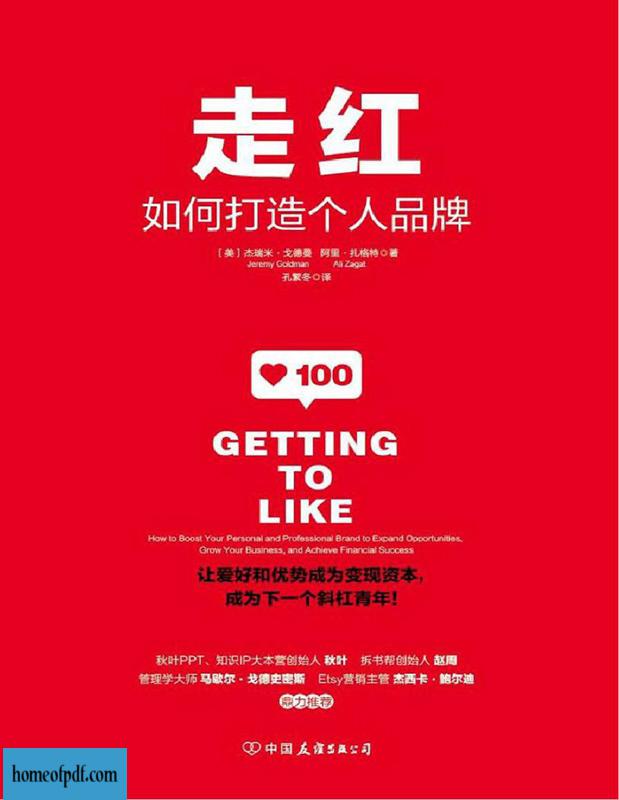 走红
如何打造个人品牌
［美］杰瑞米·戈德曼 阿里·扎格特◎著
Jeremy Goldman Ali Zagat
孔繁冬◎译
100
GETTING
TO
LIKE
How to Boost Your Personal and Professional Brand to Expand Opportunities,
Grow Your Business, and Achieve Financial Success
让爱好和优势成为变现资本，
成为下一个斜杠青年！
秋叶PPT、知识IP大本营创始人 秋叶 拆书帮创始人 赵周
管理学大师 马歇尔·戈德史密斯 Etsy营销主管 杰西卡·鲍尔迪
鼎力推荐
中国友谊出版公司
homeofpdf.com